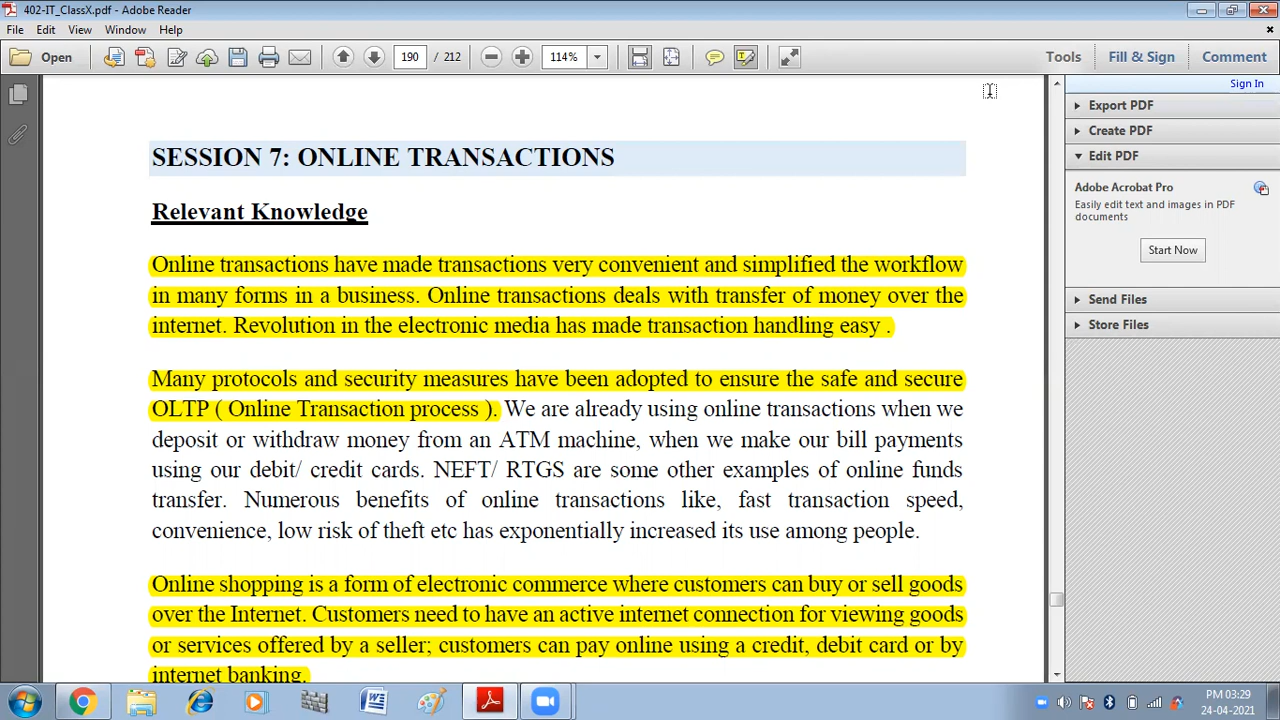 402-IT_ClassX.pdf - Adobe Reader
File Edit View Window Help
Open 190 / 212 114% Tools Fill & Sign Comment
Sign In
Export PDF
Create PDF
Edit PDF
Adobe Acrobat Pro
Easily edit text and images in PDF
documents
Start Now
Send Files
Store Files
SESSION 7: ONLINE TRANSACTIONS
Relevant Knowledge
Online transactions have made transactions very convenient and simplified the workflow
in many forms in a business. Online transactions deals with transfer of money over the
internet. Revolution in the electronic media has made transaction handling easy .
Many protocols and security measures have been adopted to ensure the safe and secure
OLTP ( Online Transaction process ). We are already using online transactions when we
deposit or withdraw money from an ATM machine, when we make our bill payments
using our debit/ credit cards. NEFT/ RTGS are some other examples of online funds
transfer. Numerous benefits of online transactions like, fast transaction speed,
convenience, low risk of theft etc has exponentially increased its use among people.
Online shopping is a form of electronic commerce where customers can buy or sell goods
over the Internet. Customers need to have an active internet connection for viewing goods
or services offered by a seller; customers can pay online using a credit, debit card or by
internet banking.
PM 03:29
24-04-2021